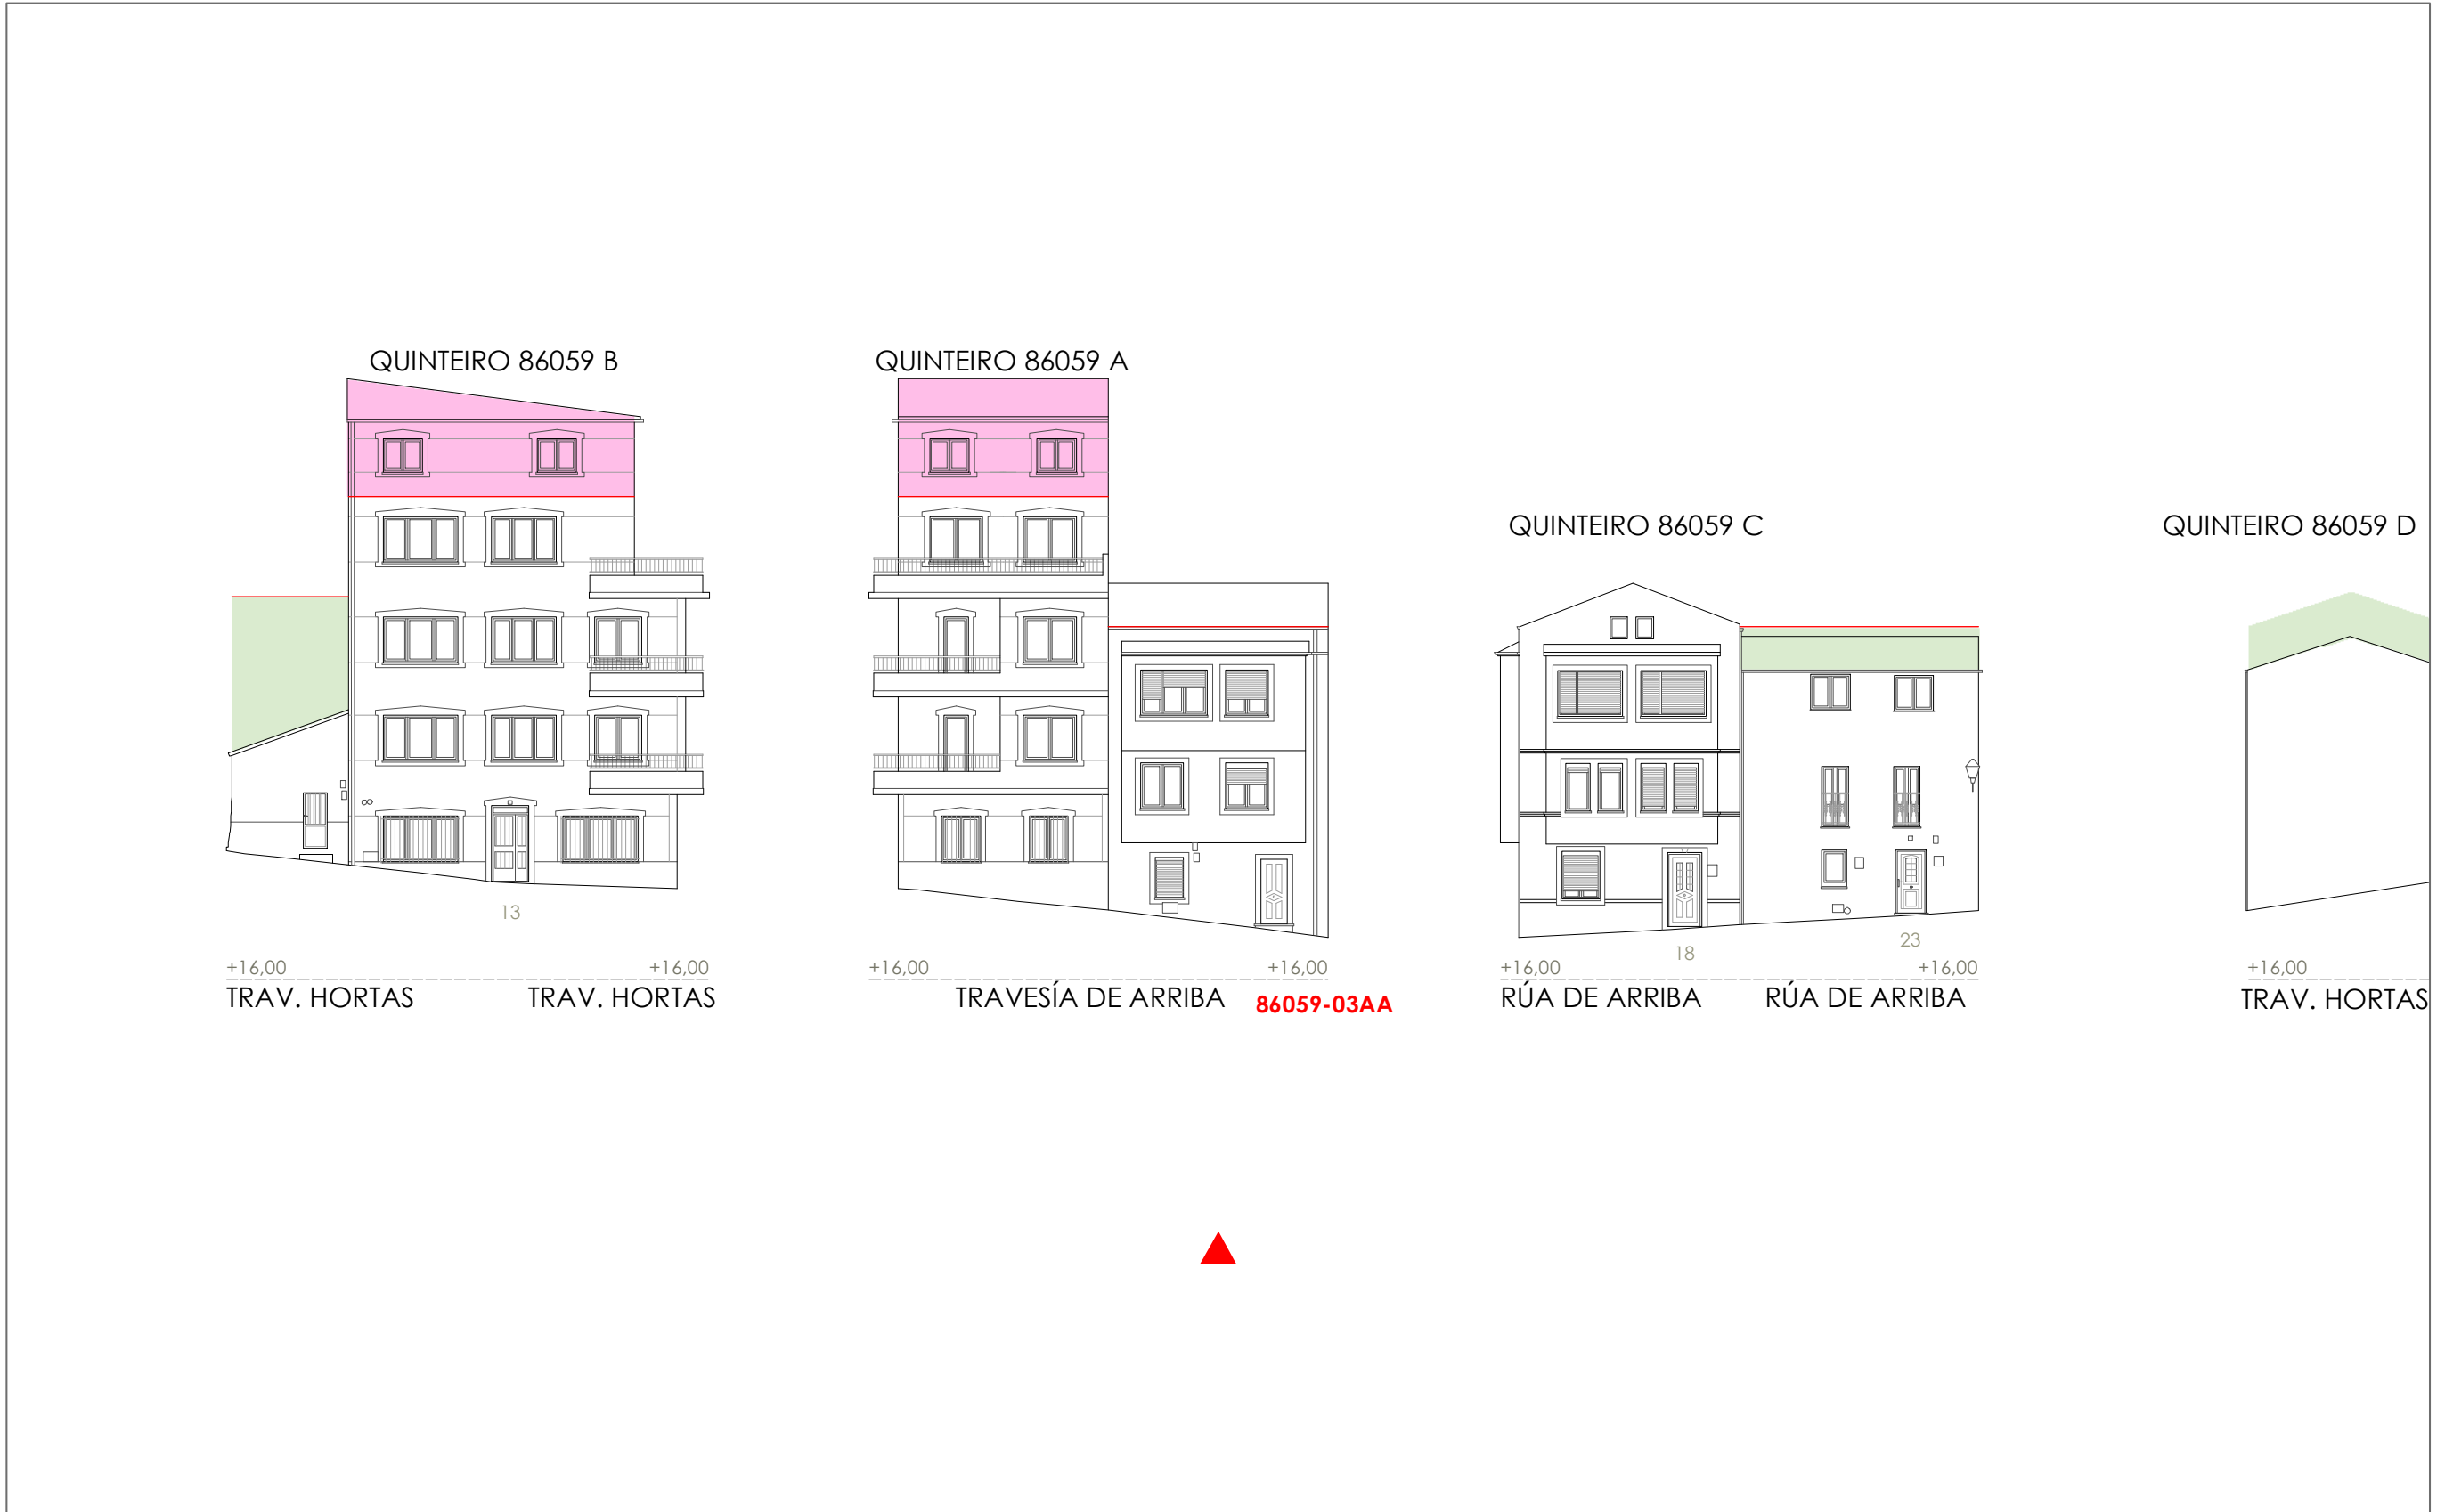 QUINTEIRO 86059 B
QUINTEIRO 86059 A
QUINTEIRO 86059 C
QUINTEIRO 86059 D
13
18
23
+16,00
+16,00
+16,00
+16,00
+16,00
+16,00
+16,00
TRAV. HORTAS
TRAV. HORTAS
TRAVESÍA DE ARRIBA
86059-03AA
RÚA DE ARRIBA
RÚA DE ARRIBA
TRAV. HORTAS